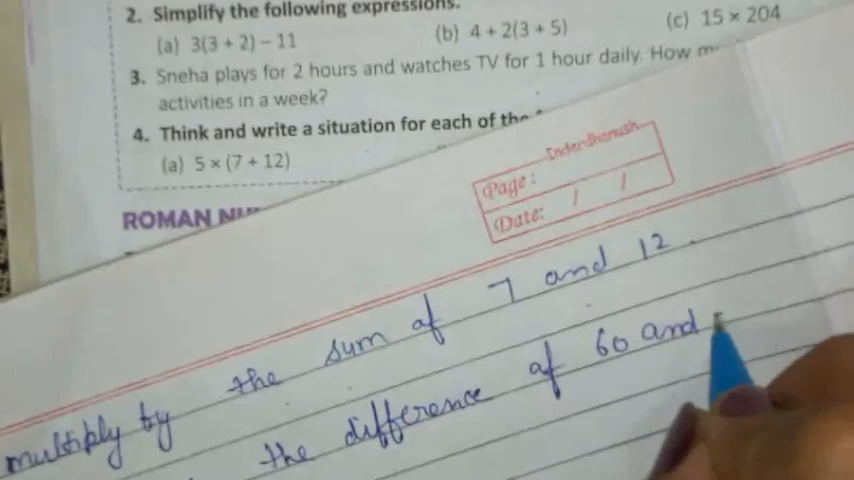 2. Simplify the following expressions.
(a) 3(3 + 2) – 11 (b) 4 + 2(3 + 5) (c) 15 × 204
3. Sneha plays for 2 hours and watches TV for 1 hour daily. How
activities in a week?
4. Think and write a situation for each of the
(a) 5 × (7 + 12)
ROMAN
Inderdhanush
Page:
Date: / /
multiply by the sum of 7 and 12.
the difference of 60 and